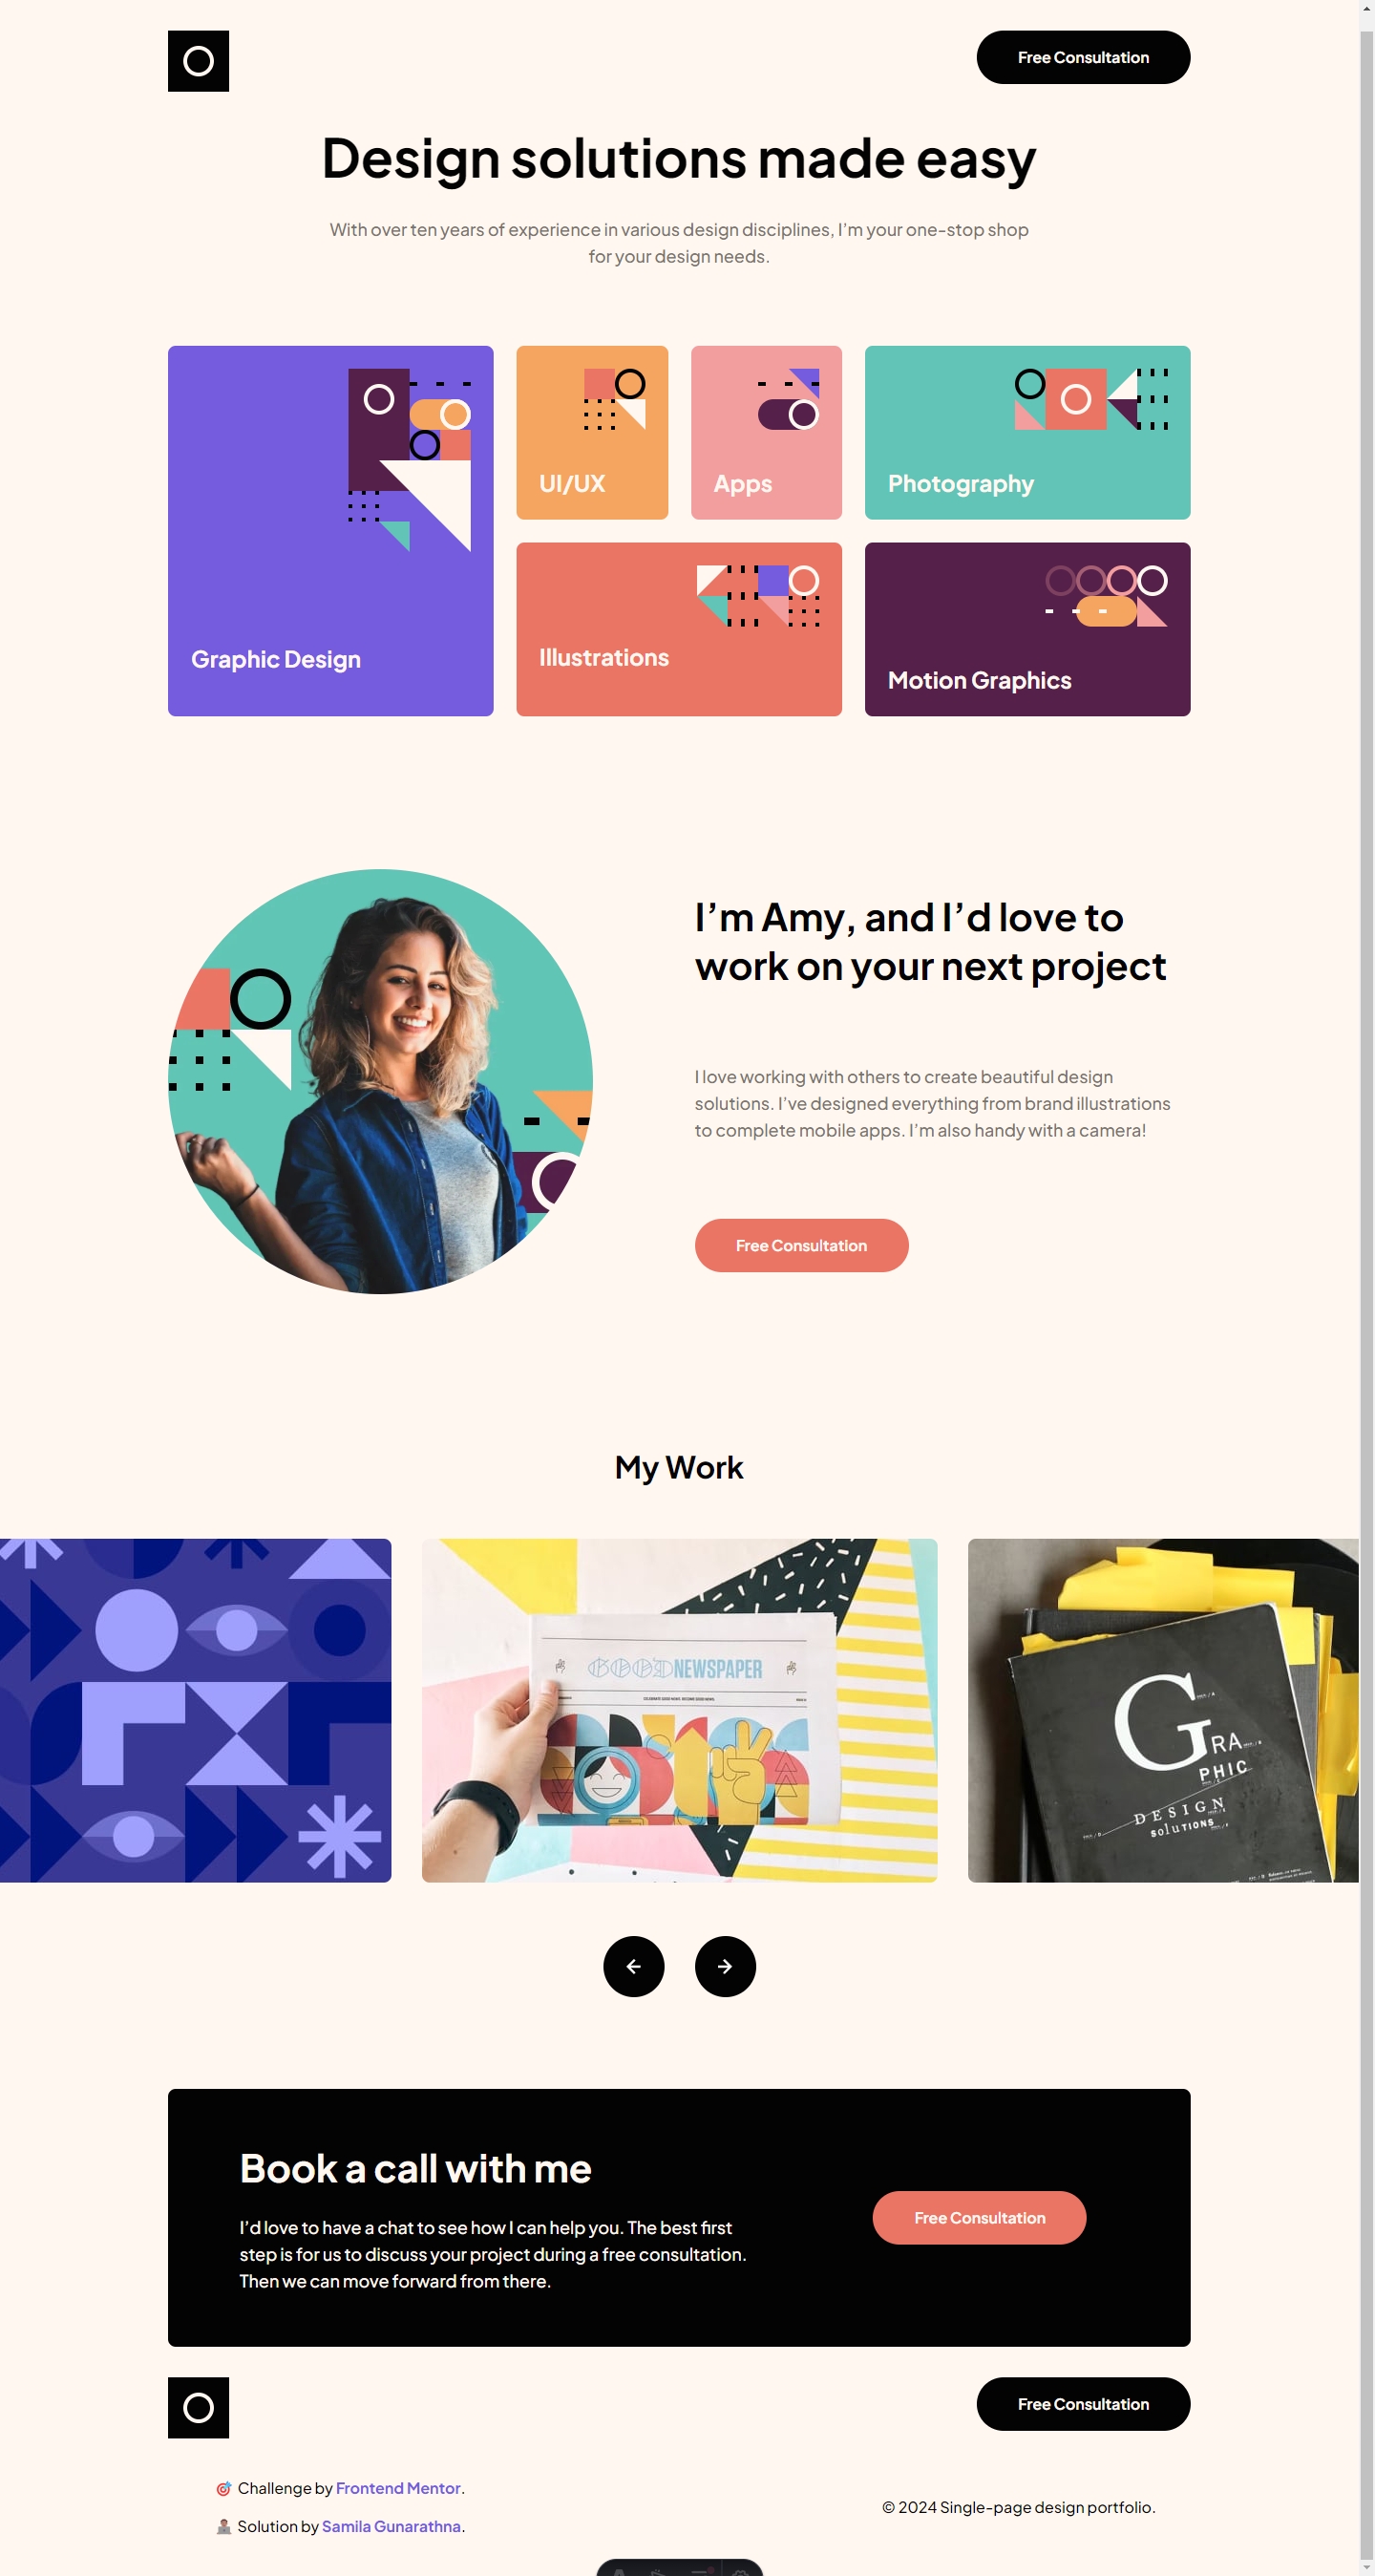 Free Consultation
Design solutions made easy
With over ten years of experience in various design disciplines, I’m your one-stop shop
for your design needs.
Graphic Design
UI/UX
Apps
Photography
Illustrations
Motion Graphics
I’m Amy, and I’d love to
work on your next project
I love working with others to create beautiful design
solutions. I’ve designed everything from brand illustrations
to complete mobile apps. I’m also handy with a camera!
Free Consultation
My Work
GOOD NEWSPAPER
GRA
PHIC
DESIGN
SOluTIONS
Book a call with me
I’d love to have a chat to see how I can help you. The best first
step is for us to discuss your project during a free consultation.
Then we can move forward from there.
Free Consultation
Free Consultation
Challenge by Frontend Mentor.
Solution by Samila Gunarathna.
© 2024 Single-page design portfolio.